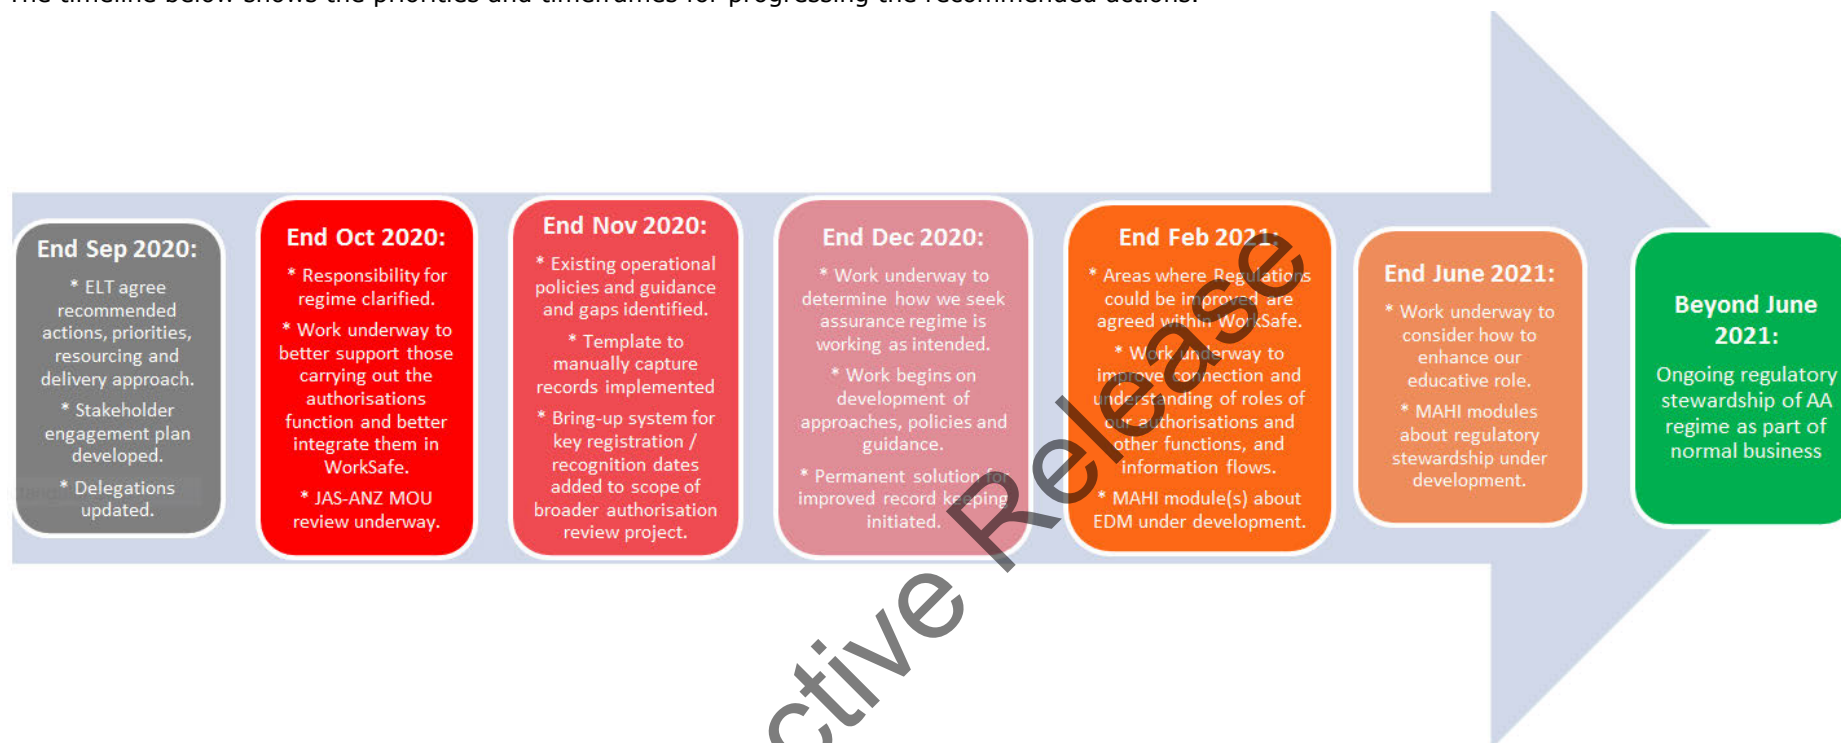 The timeline below shows the priorities and timeframes for progressing the recommended actions.
End Sep 2020:
* ELT agree
recommended
actions, priorities,
resourcing and
delivery approach.
* Stakeholder
engagement plan
developed.
* Delegations
updated.
End Oct 2020:
* Responsibility for
regime clarified.
* Work underway to
better support those
carrying out the
authorisations
function and better
integrate them in
WorkSafe.
* JAS-ANZ MOU
review underway.
End Nov 2020:
* Existing operational
policies and guidance
and gaps identified.
* Template to
manually capture
records implemented
* Bring-up system for
key registration /
recognition dates
added to scope of
broader authorisation
review project.
End Dec 2020:
* Work underway to
determine how we seek
assurance regime is
working as intended.
* Work begins on
development of
approaches, policies and
guidance.
* Permanent solution for
improved record keeping
initiated.
End Feb 2021:
* Areas where Regulations
could be improved are
agreed within WorkSafe.
* Work underway to
improve connection and
understanding of roles of
our authorisations and
other functions, and
information flows.
* MAHI module(s) about
EDM under development.
End June 2021:
* Work underway to
consider how to
enhance our
educative role.
* MAHI modules
about regulatory
stewardship under
development.
Beyond June
2021:
Ongoing regulatory
stewardship of AA
regime as part of
normal business
ctive Release